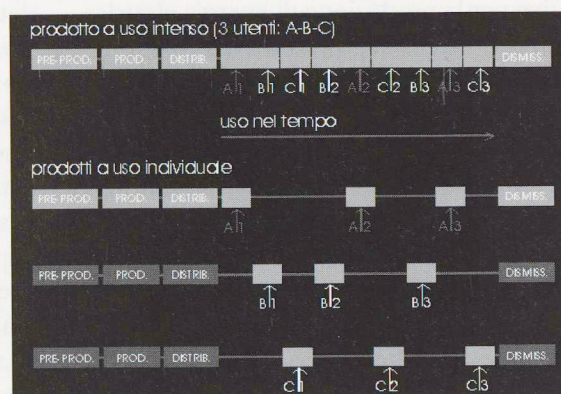 prodotto a uso intenso (3 utenti: A-B-C)
PRE-PROD. PROD. DISTRIB. DISMISS.
A1 B1 C1 B2 A2 C2 B3 A3 C3
uso nel tempo
prodotti a uso individuale
PRE-PROD. PROD. DISTRIB. DISMISS.
A1 A2 A3
PRE-PROD. PROD. DISTRIB. DISMISS.
B1 B2 B3
PRE-PROD. PROD. DISTRIB. DISMISS.
C1 C2 C3